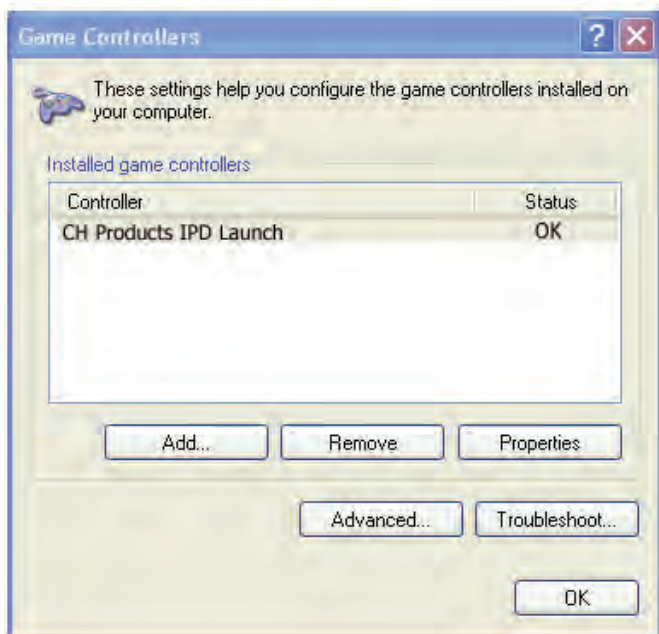 Game Controllers
These settings help you configure the game controllers installed on
your computer.
Installed game controllers
Controller Status
CH Products IPD Launch OK
Add... Remove Properties
Advanced... Troubleshoot...
OK